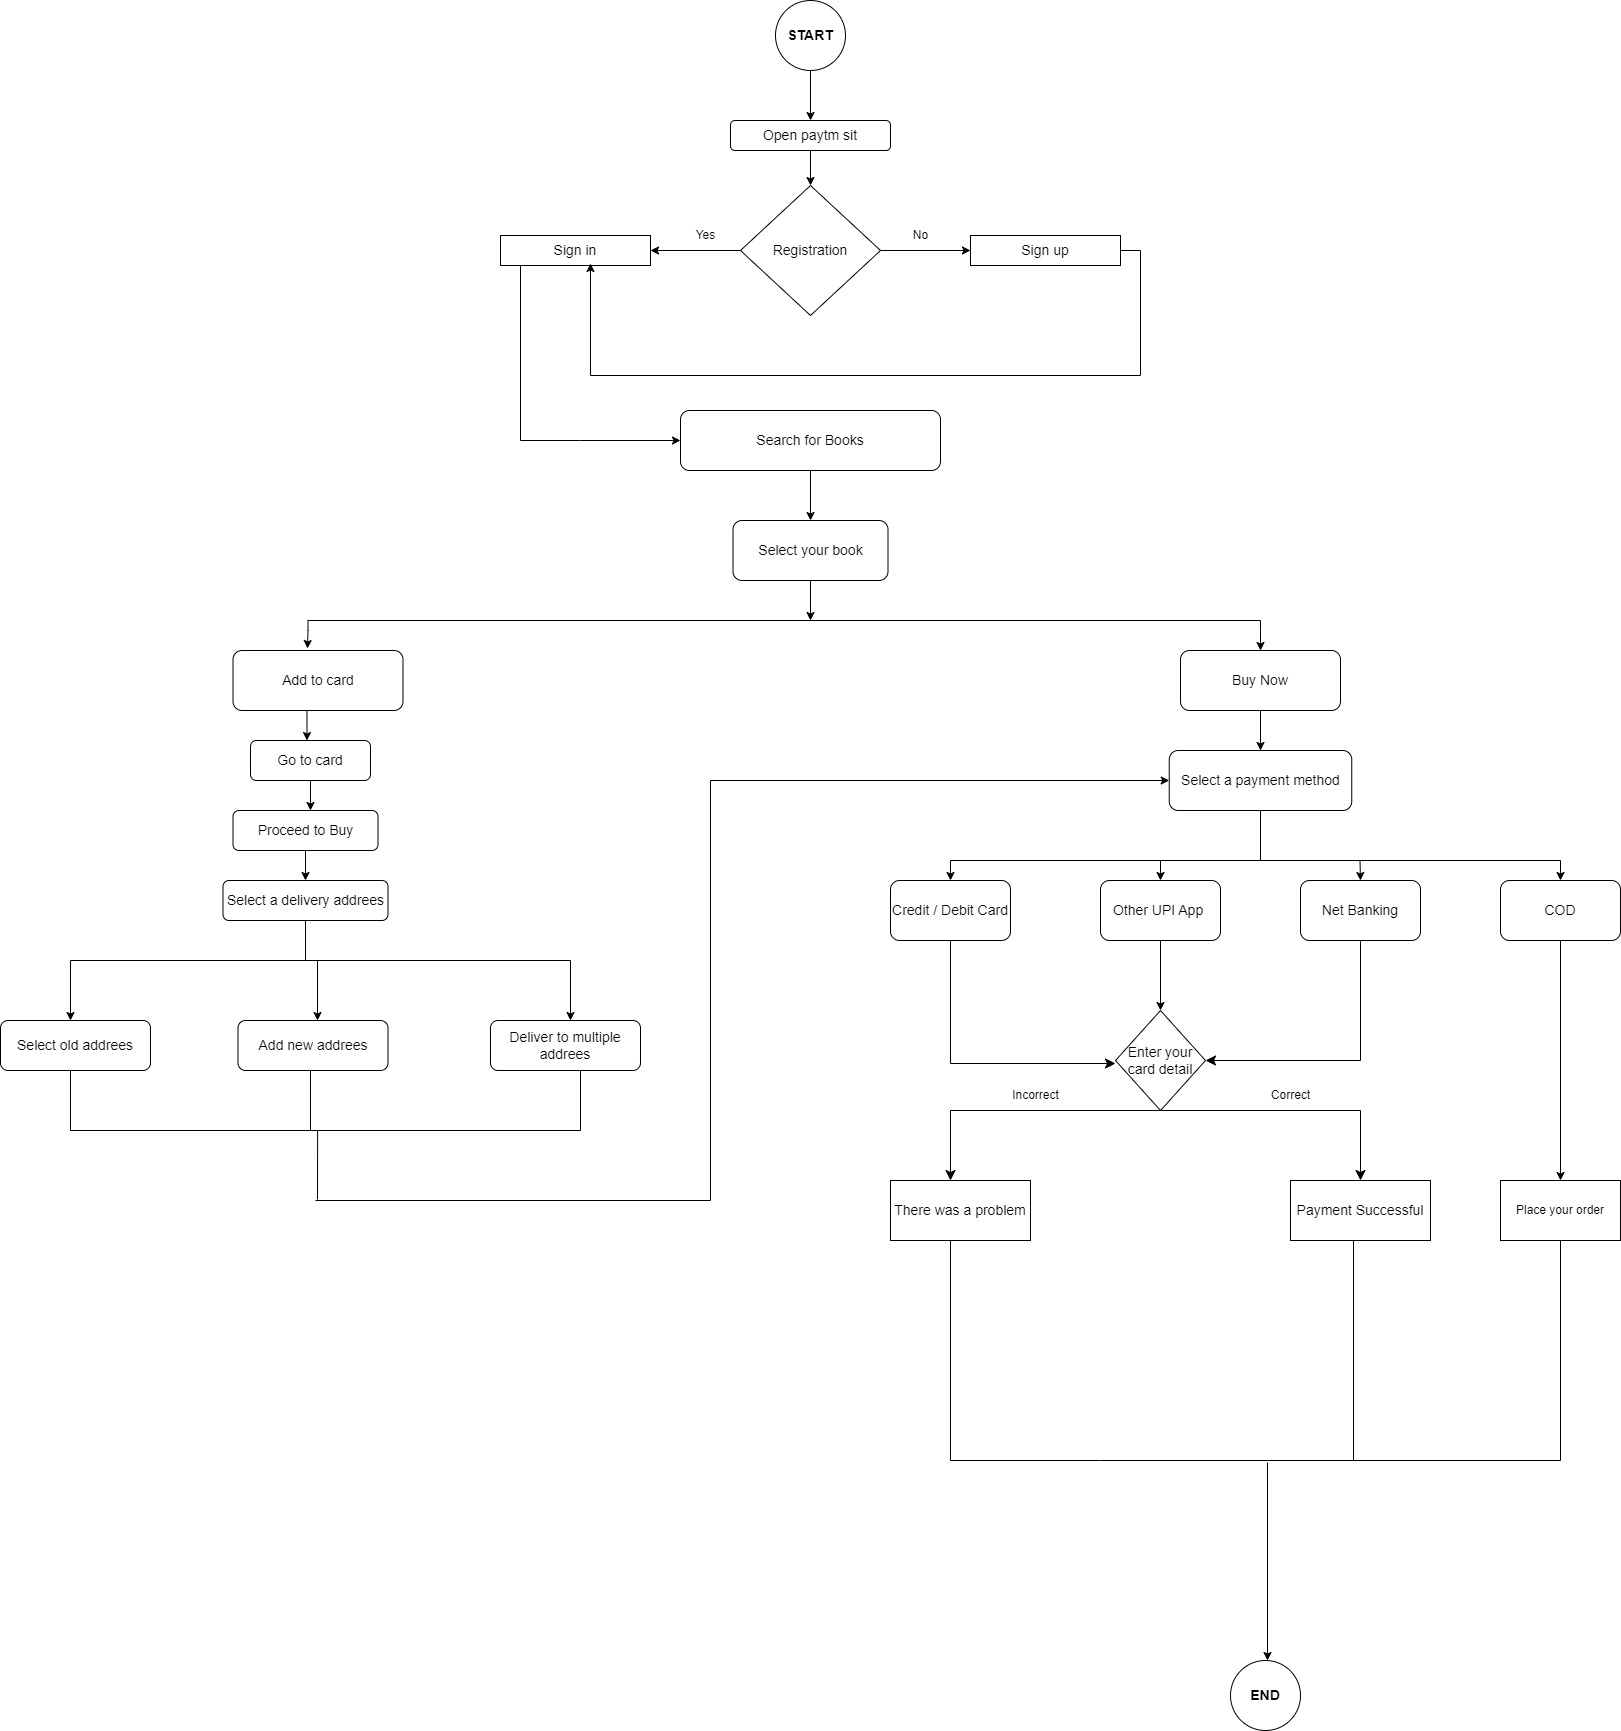 START
Open paytm sit
Yes
No
Sign in
Registration
Sign up
Search for Books
Select your book
Add to card
Buy Now
Go to card
Select a payment method
Proceed to Buy
Select a delivery addrees
Credit / Debit Card
Other UPI App
Net Banking
COD
Select old addrees
Add new addrees
Deliver to multiple
addrees
Enter your
card detail
Incorrect
Correct
There was a problem
Payment Successful
Place your order
END